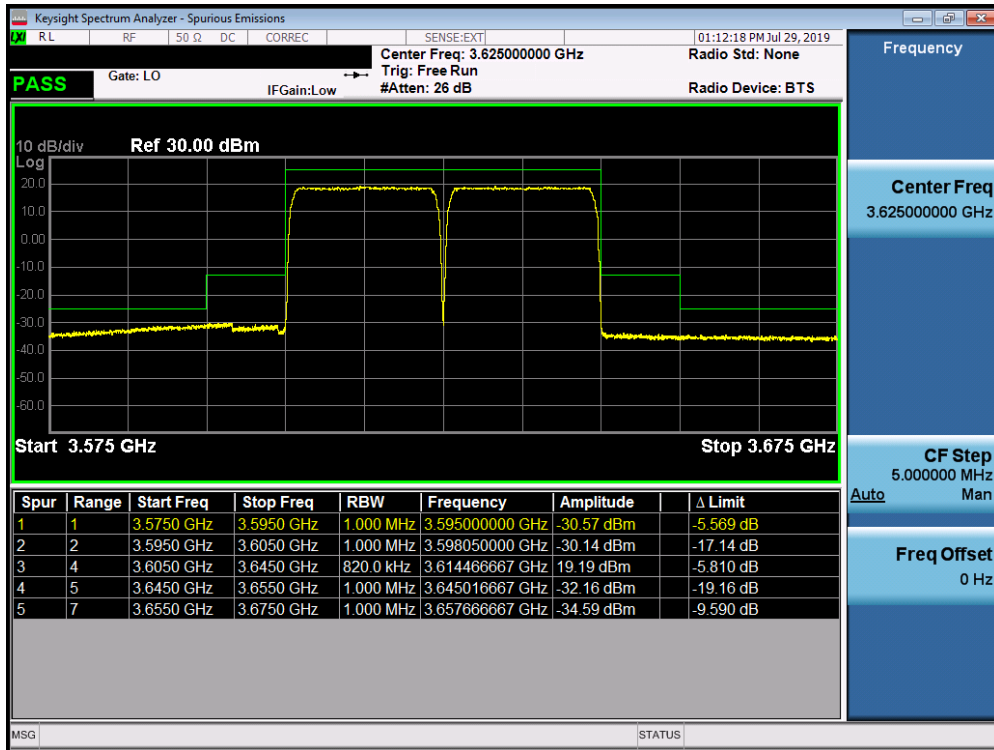 Keysight Spectrum Analyzer - Spurious Emissions
LXI RL RF 50 Ω DC CORREC SENSE:EXT 01:12:18 PM Jul 29, 2019
Center Freq: 3.625000000 GHz Radio Std: None
Gate: LO Trig: Free Run
PASS IFGain:Low #Atten: 26 dB Radio Device: BTS
10 dB/div Ref 30.00 dBm
Log
20.0
10.0
0.00
-10.0
-20.0
-30.0
-40.0
-50.0
-60.0
Start 3.575 GHz Stop 3.675 GHz
Spur Range Start Freq Stop Freq RBW Frequency Amplitude Δ Limit
1 1 3.5750 GHz 3.5950 GHz 1.000 MHz 3.595000000 GHz -30.57 dBm -5.569 dB
2 2 3.5950 GHz 3.6050 GHz 1.000 MHz 3.598050000 GHz -30.14 dBm -17.14 dB
3 4 3.6050 GHz 3.6450 GHz 820.0 kHz 3.614466667 GHz 19.19 dBm -5.810 dB
4 5 3.6450 GHz 3.6550 GHz 1.000 MHz 3.645016667 GHz -32.16 dBm -19.16 dB
5 7 3.6550 GHz 3.6750 GHz 1.000 MHz 3.657666667 GHz -34.59 dBm -9.590 dB
MSG STATUS
Frequency
Center Freq
3.625000000 GHz
CF Step
5.000000 MHz
Auto Man
Freq Offset
0 Hz